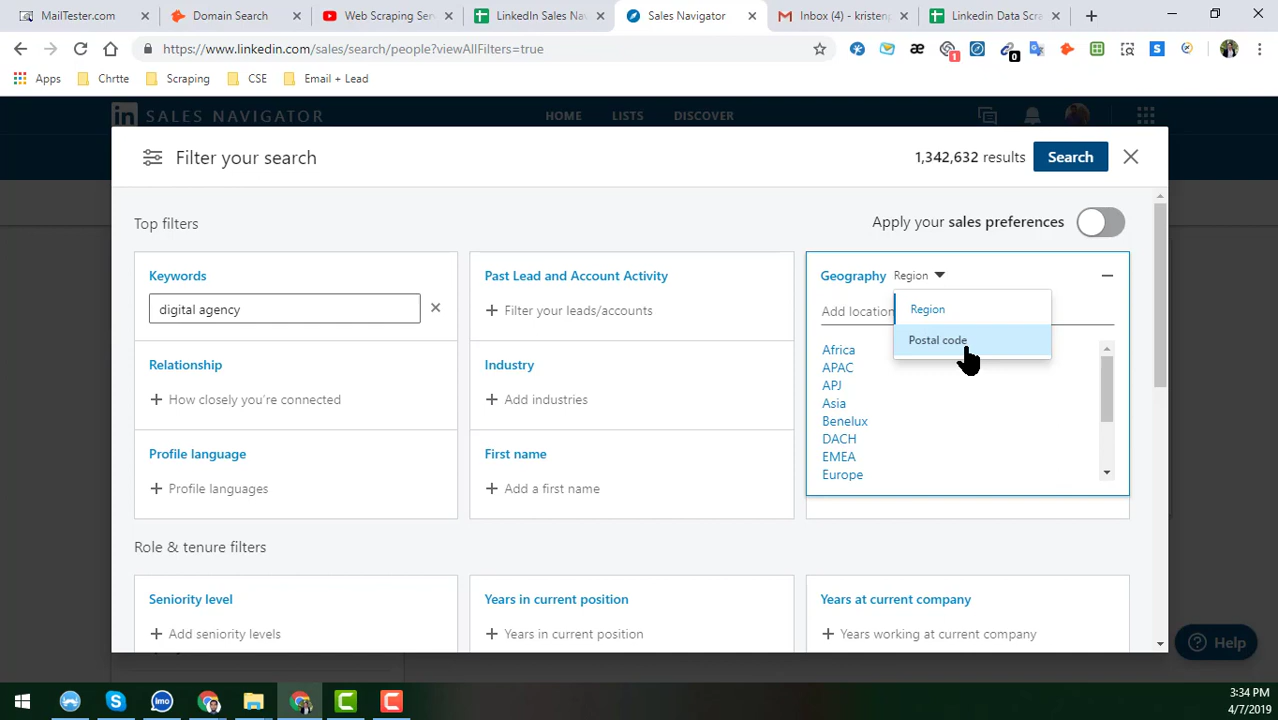 MailTester.com
Domain Search
Web Scraping Ser
LinkedIn Sales Nav
Sales Navigator
Inbox (4) - kristeng
Linkedin Data Scra
https://www.linkedin.com/sales/search/people?viewAllFilters=true
1
0
Apps
Chrtte
Scraping
CSE
Email + Lead
in SALES NAVIGATOR
HOME
LISTS
DISCOVER
Filter your search
1,342,632 results
Search
Top filters
Apply your sales preferences
Keywords
digital agency
Past Lead and Account Activity
Filter your leads/accounts
Geography Region
Add location
Region
Postal code
Relationship
How closely you're connected
Industry
Add industries
Africa
APAC
APJ
Asia
Benelux
DACH
EMEA
Europe
Profile language
Profile languages
First name
Add a first name
Role & tenure filters
Seniority level
Add seniority levels
Years in current position
Years in current position
Years at current company
Years working at current company
Help
imo
3:34 PM
4/7/2019